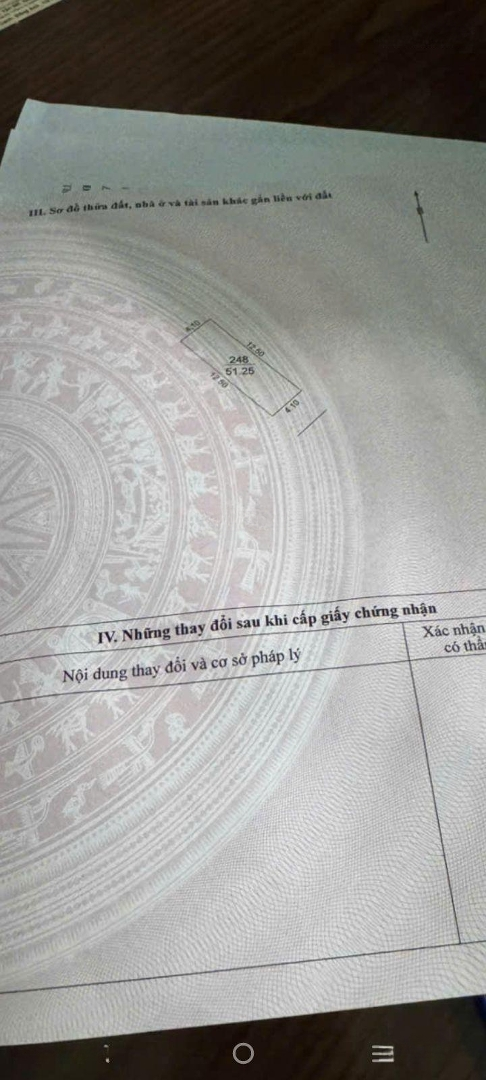 III. Sơ đồ thửa đất, nhà ở và tài sản khác gắn liền với đất
4.10
12.50
248
51.25
12.50
4.10
IV. Những thay đổi sau khi cấp giấy chứng nhận
Nội dung thay đổi và cơ sở pháp lý
Xác nhận
có thẩ